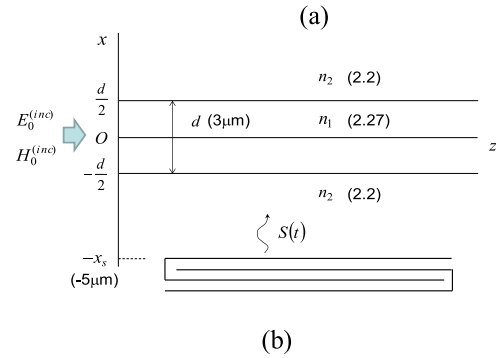 (a)
x
n₂ (2.2)
d/2
E₀^(inc)
d (3μm)
n₁ (2.27)
H₀^(inc)
O
z
-d/2
n₂ (2.2)
S(t)
-xₛ
(-5μm)
(b)